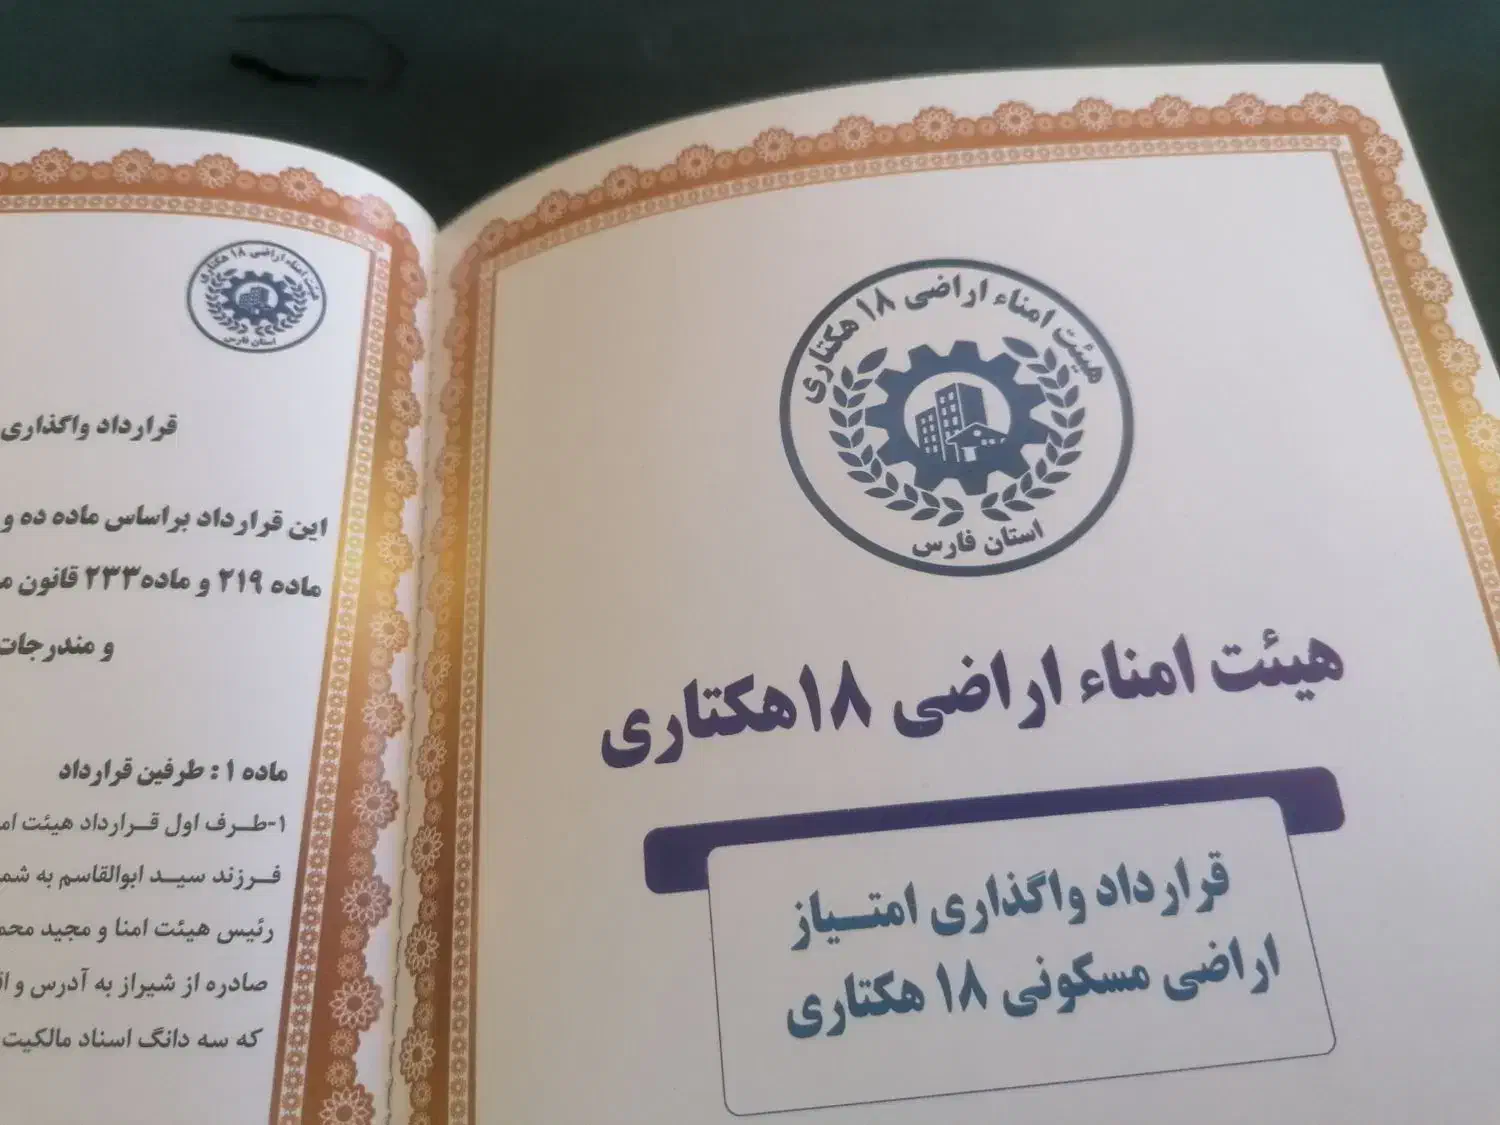 هیئت امناء اراضی ۱۸ هکتاری
استان فارس
هیئت امناء اراضی ۱۸هکتاری
قرارداد واگذاری امتیاز
اراضی مسکونی ۱۸ هکتاری
هیئت امناء اراضی ۱۸ هکتاری
استان فارس
قرارداد واگذاری
این قرارداد براساس ماده ده و
ماده ۲۱۹ و ماده۲۳۳ قانون
و مندرجات
ماده ۱ : طرفین قرارداد
۱-طرف اول قرارداد هیئت
فرزند سید ابوالقاسم به
رئیس هیئت امنا و مجید
صادره از شیراز به آدرس و
که سه دانگ اسناد مالکیت